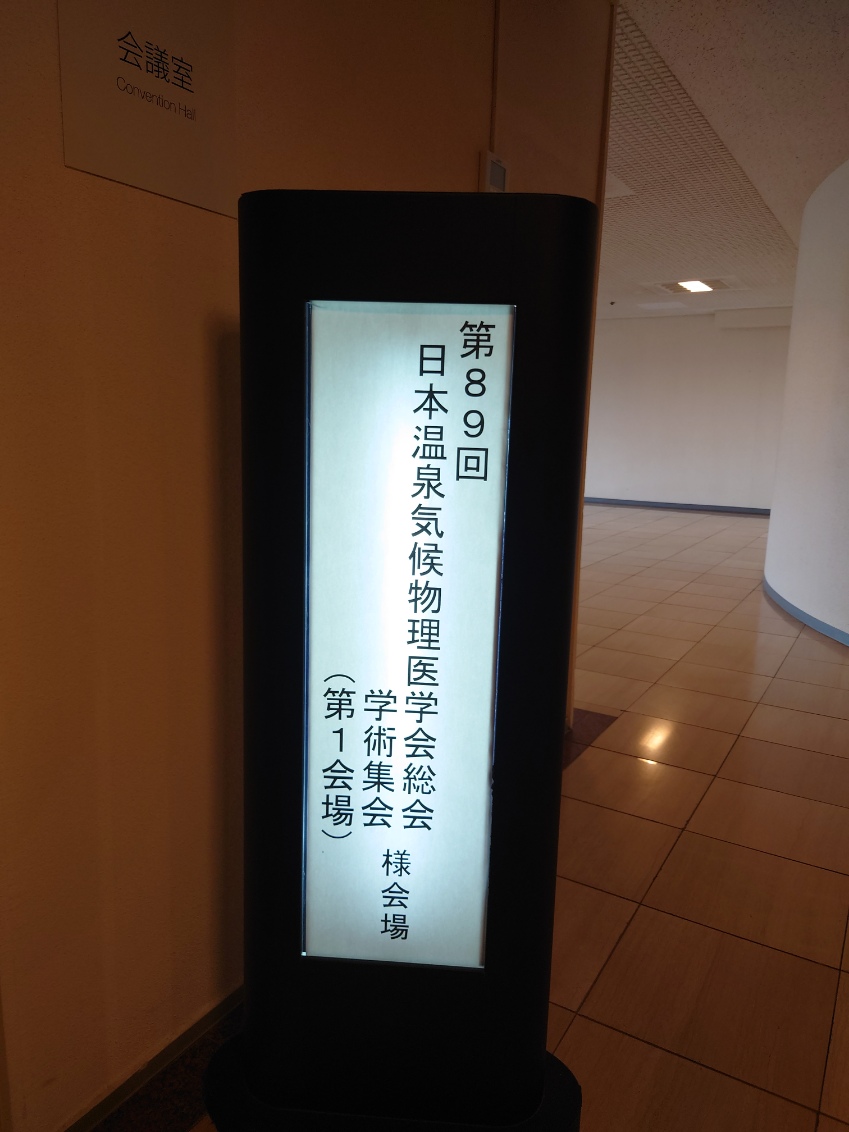 会議室
Convention Hall
第８９回
日本温泉気候物理医学会総会
学術集会
（第１会場）
様会場